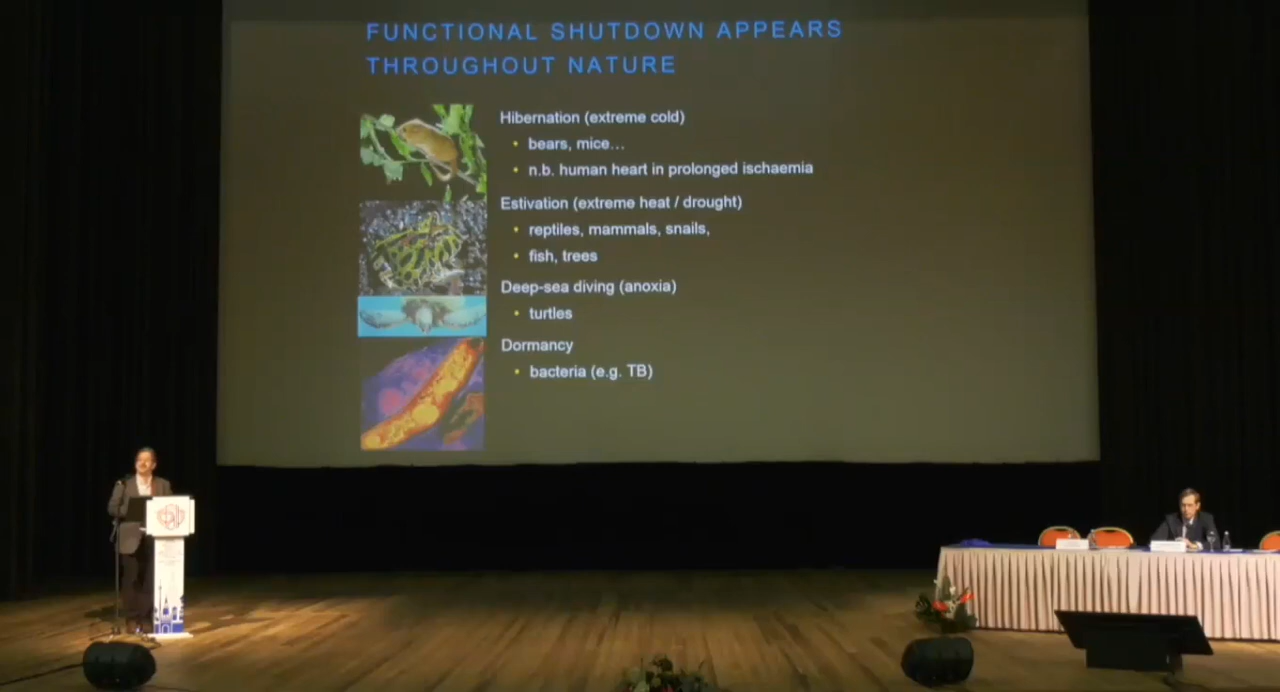 FUNCTIONAL SHUTDOWN APPEARS
THROUGHOUT NATURE
Hibernation (extreme cold)
• bears, mice…
• n.b. human heart in prolonged ischaemia
Estivation (extreme heat / drought)
• reptiles, mammals, snails,
• fish, trees
Deep-sea diving (anoxia)
• turtles
Dormancy
• bacteria (e.g. TB)